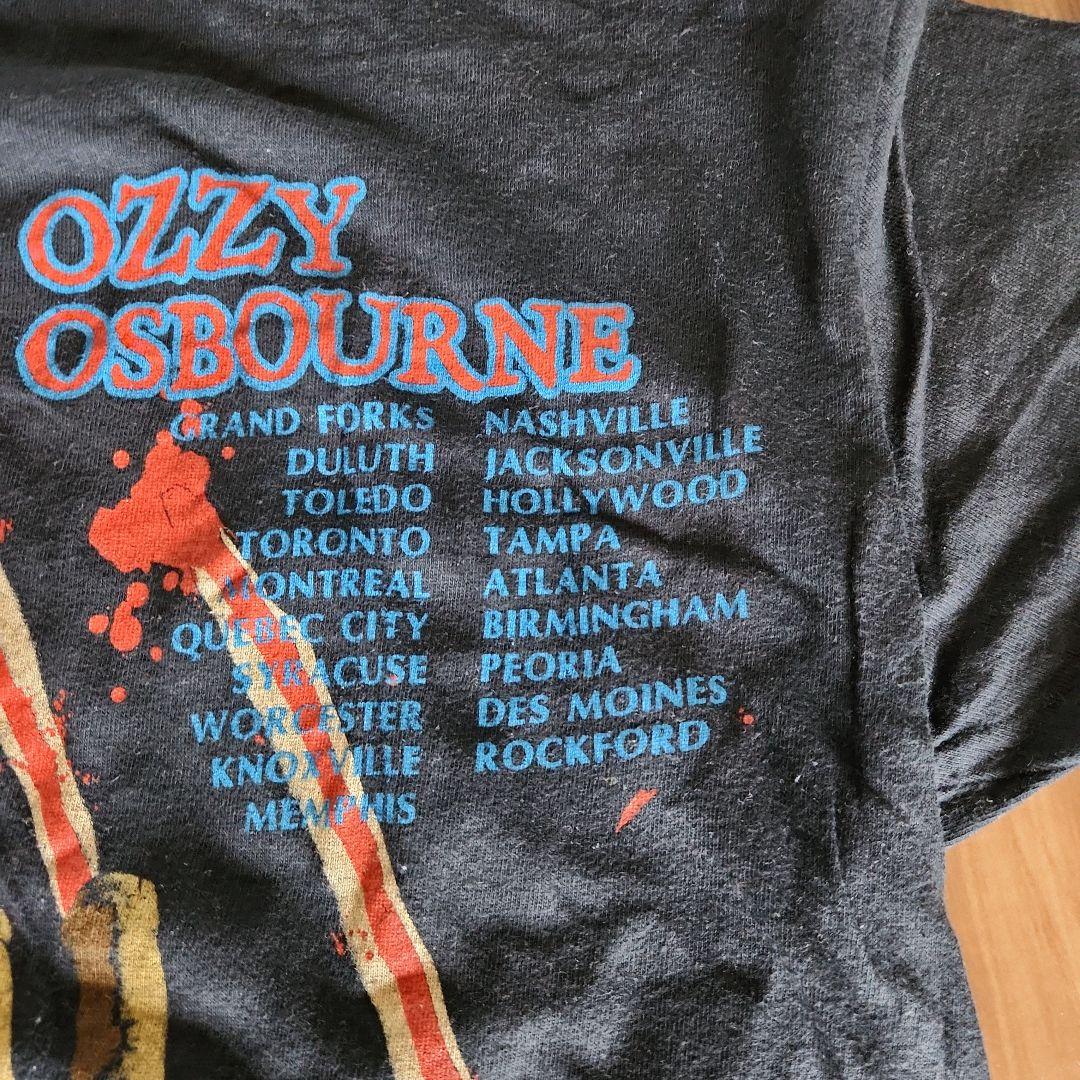 OZZY
OSBOURNE
GRAND FORKS NASHVILLE
DULUTH JACKSONVILLE
TOLEDO HOLLYWOOD
TORONTO TAMPA
MONTREAL ATLANTA
QUEBEC CITY BIRMINGHAM
SYRACUSE PEORIA
WORCESTER DES MOINES
KNOXVILLE ROCKFORD
MEMPHIS